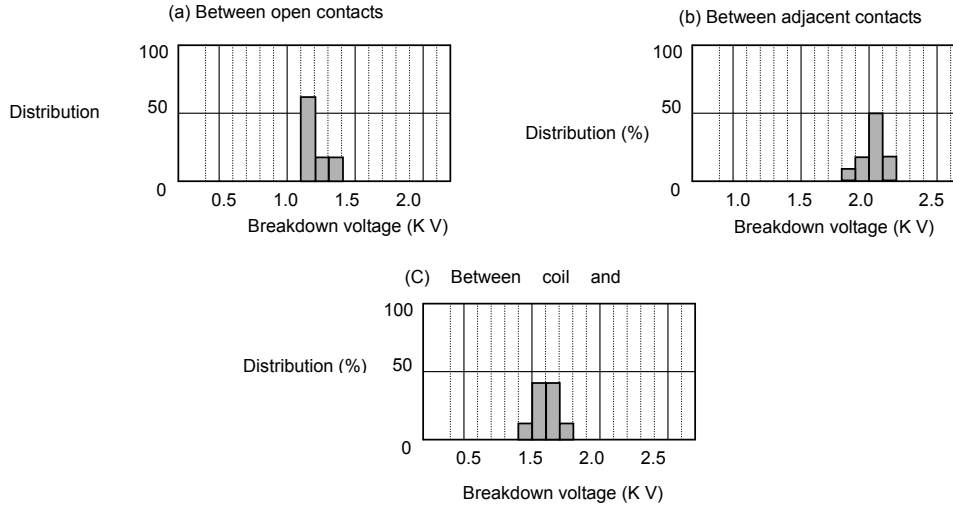 (a) Between open contacts
100
Distribution
50
0
0.5 1.0 1.5 2.0
Breakdown voltage (K V)
(b) Between adjacent contacts
100
50
Distribution (%)
0
1.0 1.5 2.0 2.5
Breakdown voltage (K V)
(C) Between coil and
100
Distribution (%)
50
0
0.5 1.5 2.0 2.5
Breakdown voltage (K V)